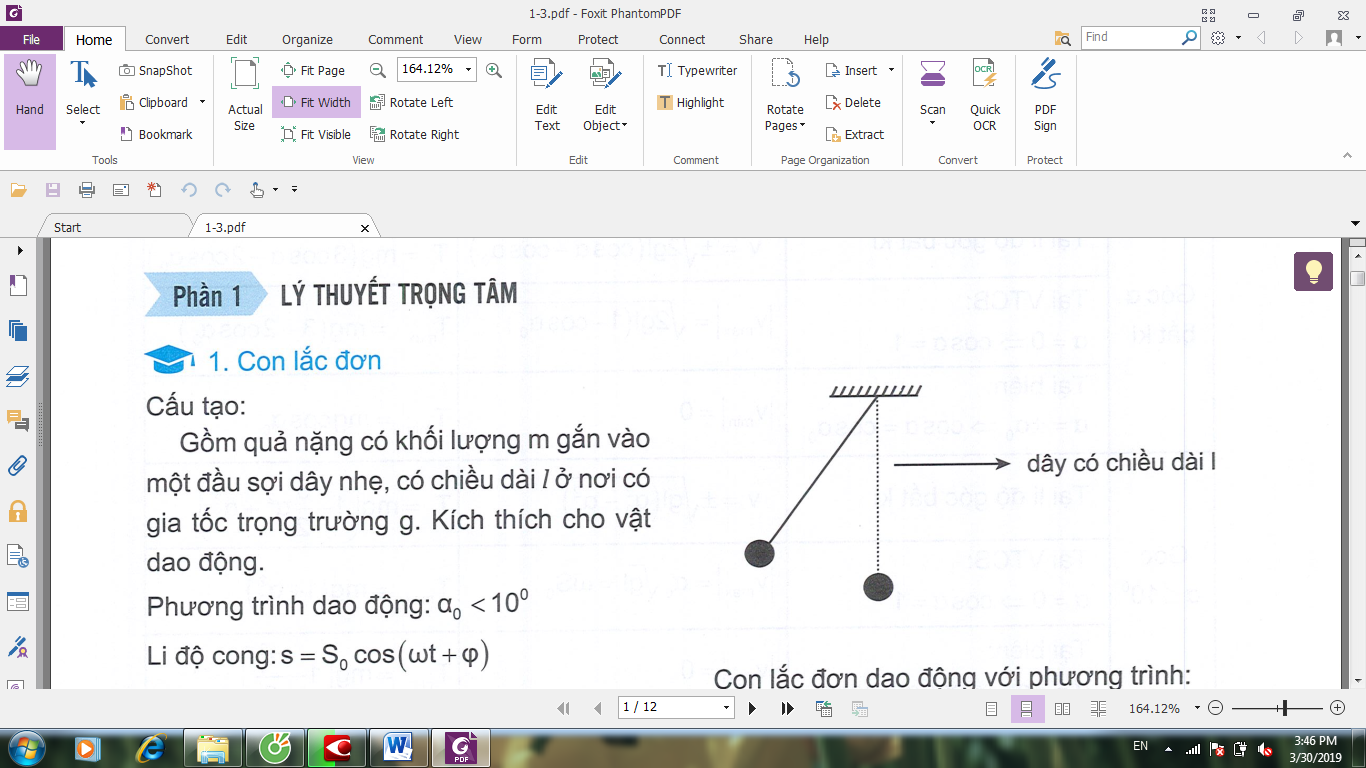 1-3.pdf - Foxit PhantomPDF
File Home Convert Edit Organize Comment View Form Protect Connect Share Help Find
Hand
Select
SnapShot
Clipboard
Bookmark
Tools
Actual Size
Fit Page
Fit Width
Fit Visible
164.12%
Rotate Left
Rotate Right
View
Edit Text
Edit Object
Edit
Typewriter
Highlight
Comment
Rotate Pages
Insert
Delete
Extract
Page Organization
Scan
Quick OCR
Convert
PDF Sign
Protect
Start 1-3.pdf
Phần 1 LÝ THUYẾT TRỌNG TÂM
1. Con lắc đơn
Cấu tạo:
Gồm quả nặng có khối lượng m gắn vào
một đầu sợi dây nhẹ, có chiều dài l ở nơi có
gia tốc trọng trường g. Kích thích cho vật
dao động.
Phương trình dao động: α₀ < 10⁰
Li độ cong: s = S₀ cos(ωt + φ)
dây có chiều dài l
Con lắc đơn dao động với phương trình:
1 / 12
164.12%
EN
3:46 PM
3/30/2019